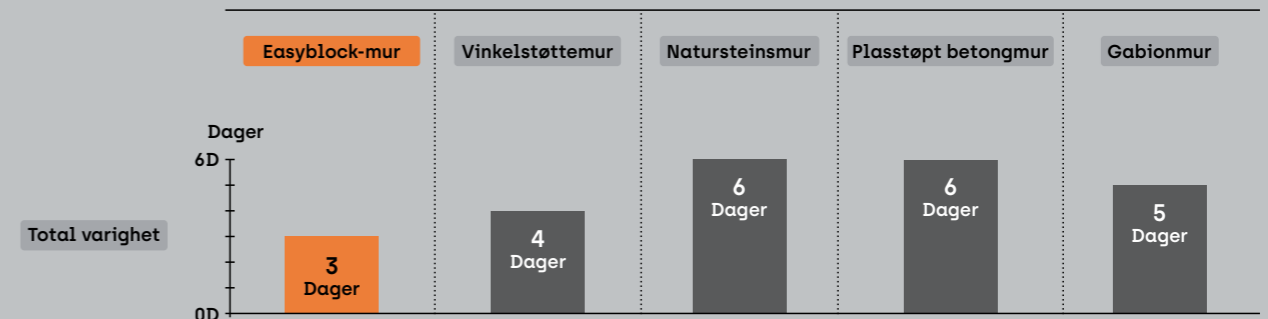 Easyblock-mur
Vinkelstøttemur
Natursteinsmur
Plasstøpt betongmur
Gabionmur
Dager
6D
Total varighet
0D
3
Dager
4
Dager
6
Dager
6
Dager
5
Dager